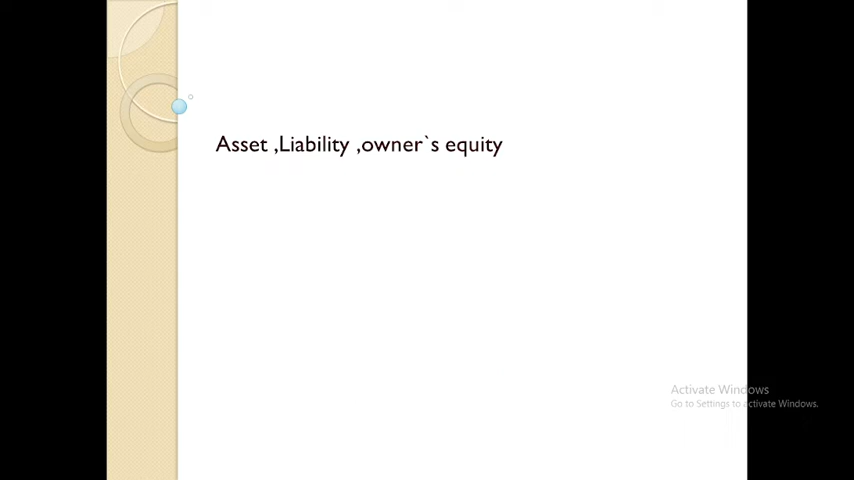 Asset ,Liability ,owner`s equity
Activate Windows
Go to Settings to activate Windows.